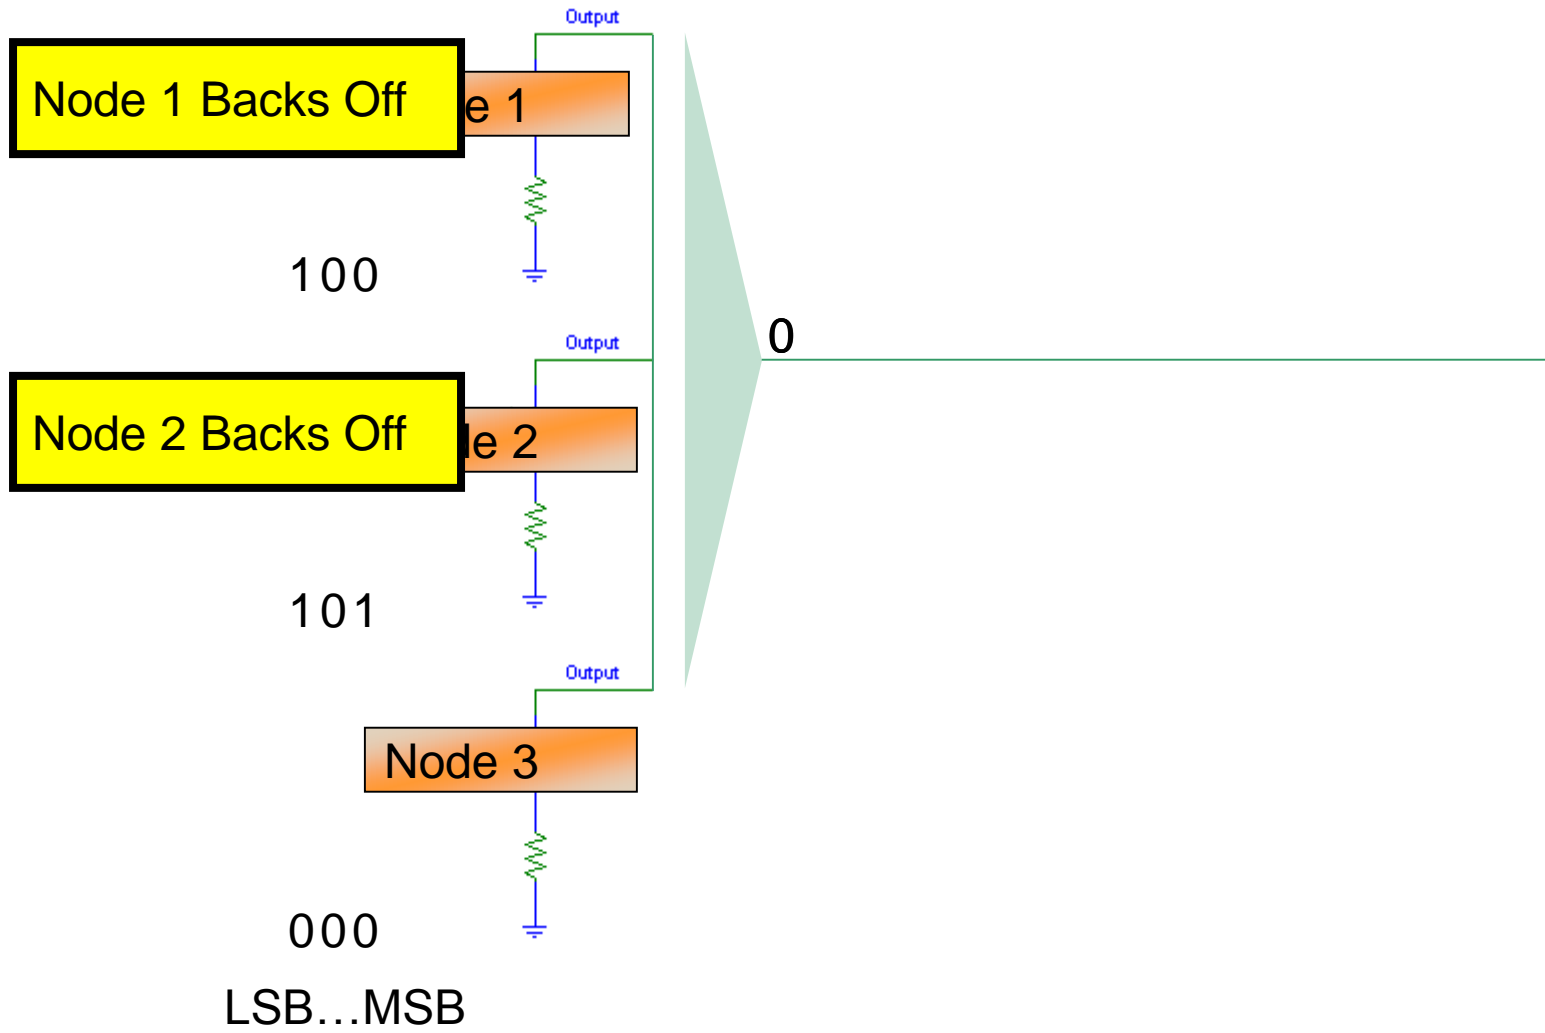 Output
Node 1 Backs Off
e 1
100
Output
0
Node 2 Backs Off
le 2
101
Output
Node 3
000
LSB…MSB